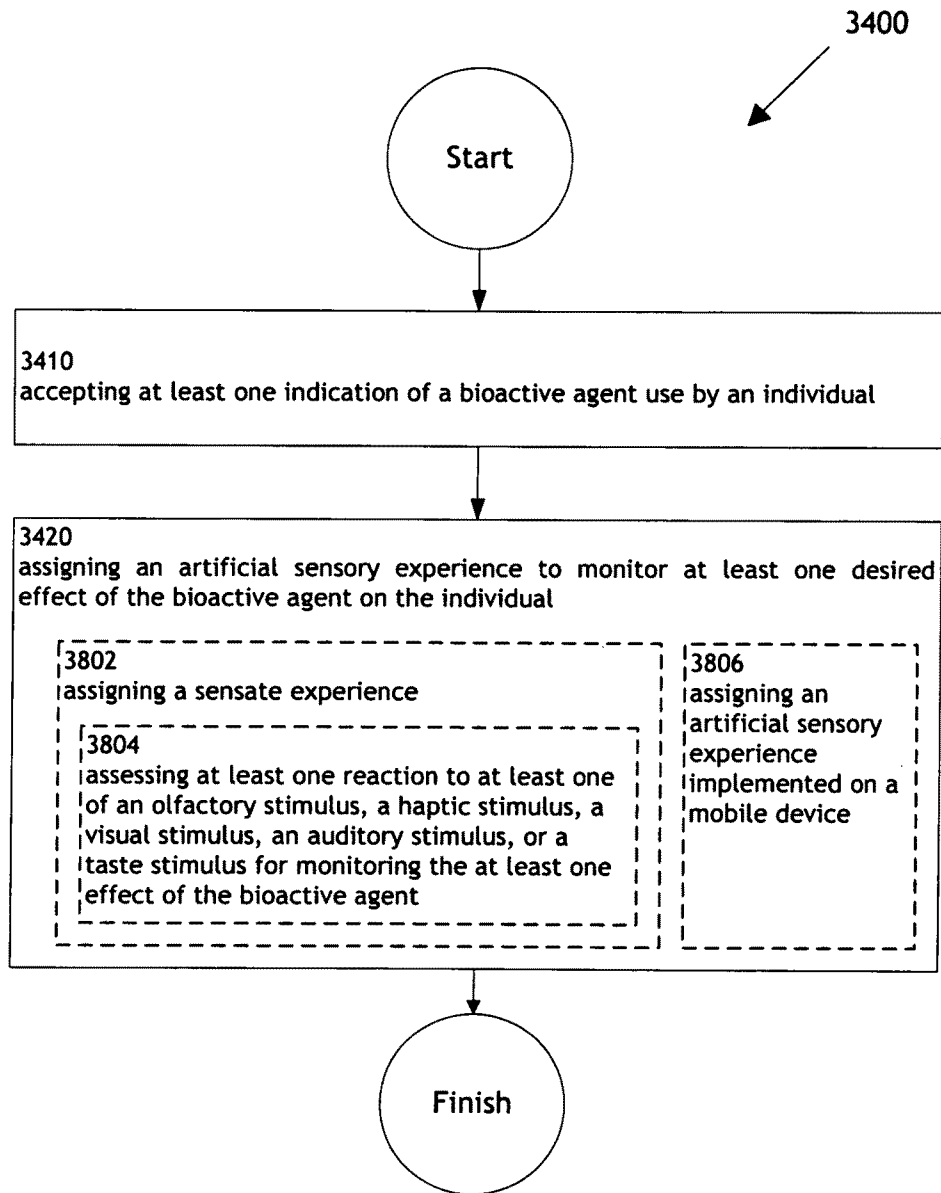 3400
Start
3410
accepting at least one indication of a bioactive agent use by an individual
3420
assigning an artificial sensory experience to monitor at least one desired
effect of the bioactive agent on the individual
3802
assigning a sensate experience
3804
assessing at least one reaction to at least one
of an olfactory stimulus, a haptic stimulus, a
visual stimulus, an auditory stimulus, or a
taste stimulus for monitoring the at least one
effect of the bioactive agent
3806
assigning an
artificial sensory
experience
implemented on a
mobile device
Finish